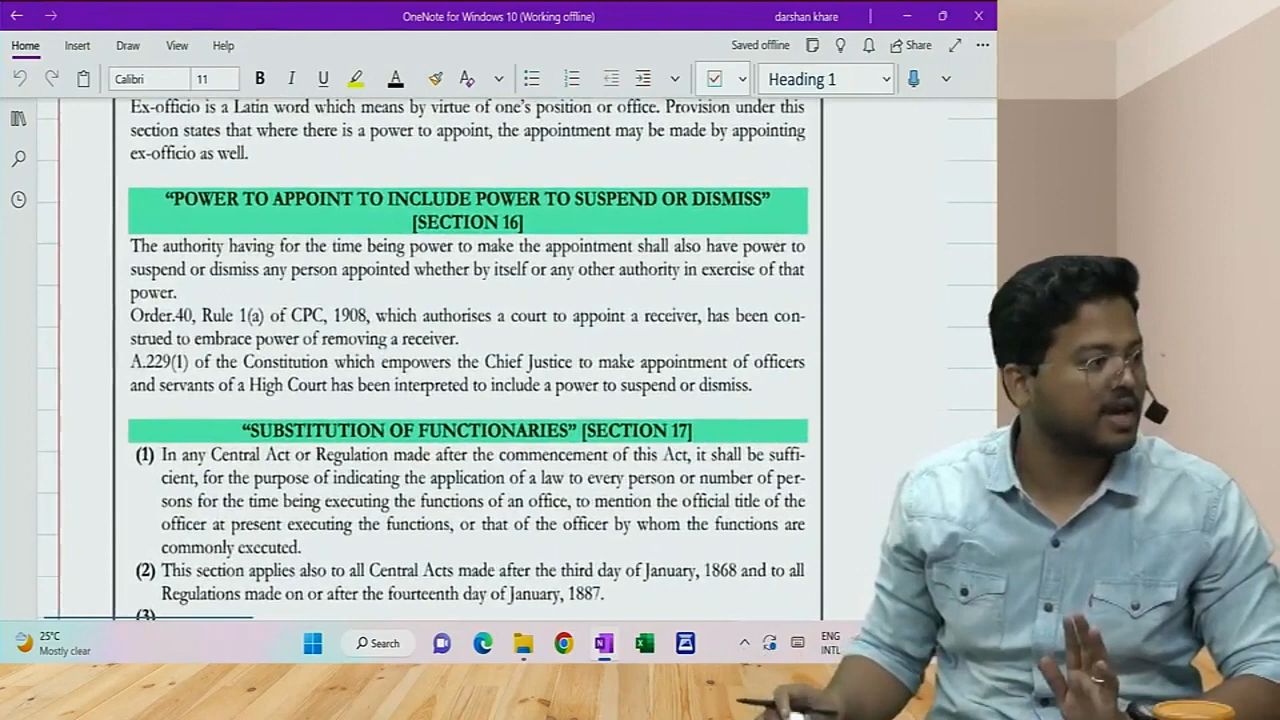 OneNote for Windows 10 (Working offline)
darshan khare
Home Insert Draw View Help
Saved offline
Share
Calibri 11
B I U
Heading 1
Ex-officio is a Latin word which means by virtue of one's position or office. Provision under this
section states that where there is a power to appoint, the appointment may be made by appointing
ex-officio as well.
“POWER TO APPOINT TO INCLUDE POWER TO SUSPEND OR DISMISS”
[SECTION 16]
The authority having for the time being power to make the appointment shall also have power to
suspend or dismiss any person appointed whether by itself or any other authority in exercise of that
power.
Order.40, Rule 1(a) of CPC, 1908, which authorises a court to appoint a receiver, has been con-
strued to embrace power of removing a receiver.
A.229(1) of the Constitution which empowers the Chief Justice to make appointment of officers
and servants of a High Court has been interpreted to include a power to suspend or dismiss.
“SUBSTITUTION OF FUNCTIONARIES” [SECTION 17]
(1) In any Central Act or Regulation made after the commencement of this Act, it shall be suffi-
cient, for the purpose of indicating the application of a law to every person or number of per-
sons for the time being executing the functions of an office, to mention the official title of the
officer at present executing the functions, or that of the officer by whom the functions are
commonly executed.
(2) This section applies also to all Central Acts made after the third day of January, 1868 and to all
Regulations made on or after the fourteenth day of January, 1887.
(3)
25°C
Mostly clear
Search
ENG
INTL